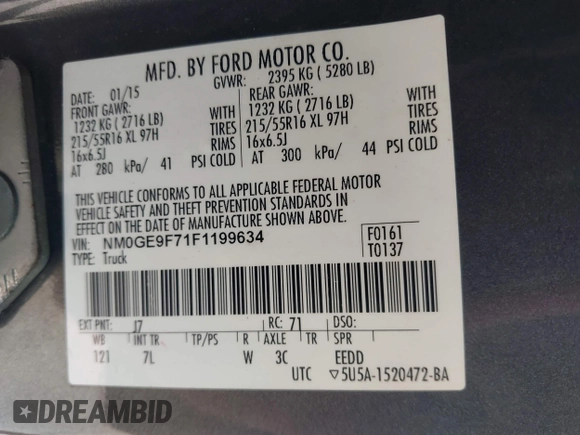 MFD. BY FORD MOTOR CO.
DATE: 01/15
GVWR: 2395 KG ( 5280 LB)
FRONT GAWR: REAR GAWR:
1232 KG ( 2716 LB) WITH 1232 KG ( 2716 LB) WITH
215/55R16 XL 97H TIRES 215/55R16 XL 97H TIRES
16x6.5J RIMS 16x6.5J RIMS
AT 280 kPa/ 41 PSI COLD AT 300 kPa/ 44 PSI COLD
THIS VEHICLE CONFORMS TO ALL APPLICABLE FEDERAL MOTOR
VEHICLE SAFETY AND THEFT PREVENTION STANDARDS IN
EFFECT ON THE DATE OF MANUFACTURE SHOWN ABOVE.
VIN: NM0GE9F71F1199634 F0161
TYPE: Truck T0137
EXT PNT: J7 RC: 71 DSO:
WB INT TR TP/PS R AXLE TR SPR
121 7L W 3C EEDD
UTC ▽5U5A-1520472-BA
DREAMBID